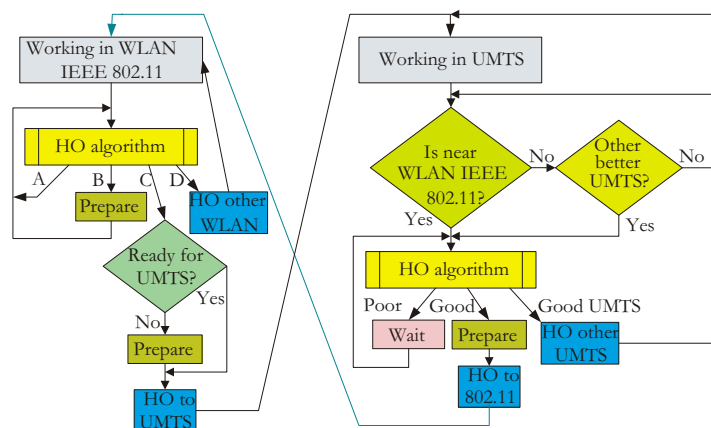 Working in WLAN
IEEE 802.11
HO algorithm
A
B
C
D
Prepare
HO other
WLAN
Ready for
UMTS?
Yes
No
Prepare
HO to
UMTS
Working in UMTS
Is near
WLAN IEEE
802.11?
No
Other
better
UMTS?
No
Yes
Yes
HO algorithm
Poor
Good
Good UMTS
Wait
Prepare
HO other
UMTS
HO to
802.11